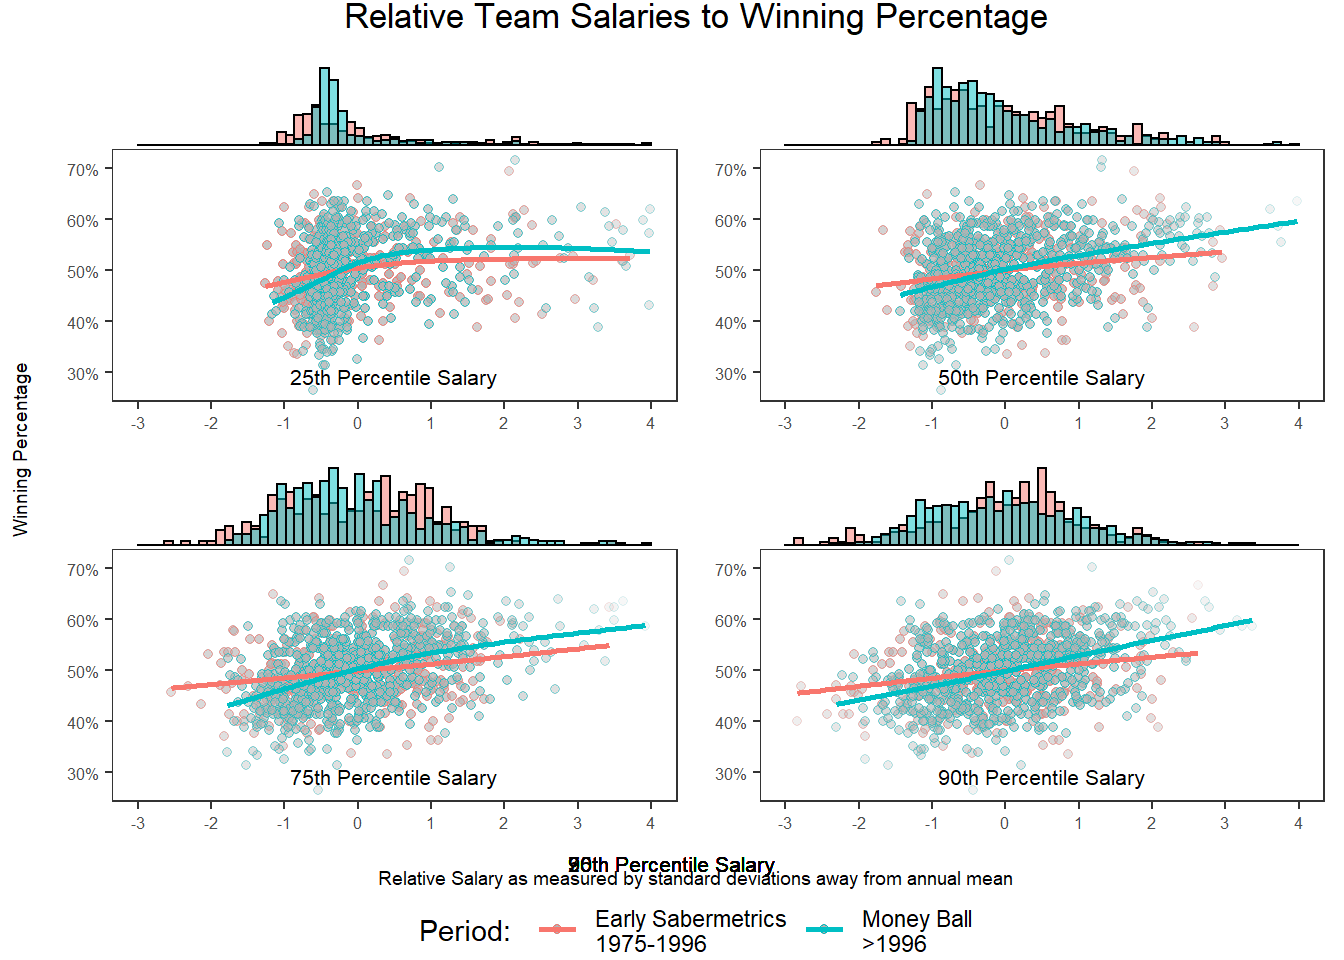 Relative Team Salaries to Winning Percentage
70%
60%
50%
40%
30%
25th Percentile Salary
-3 -2 -1 0 1 2 3 4
70%
60%
50%
40%
30%
50th Percentile Salary
-3 -2 -1 0 1 2 3 4
Winning Percentage
70%
60%
50%
40%
30%
75th Percentile Salary
-3 -2 -1 0 1 2 3 4
70%
60%
50%
40%
30%
90th Percentile Salary
-3 -2 -1 0 1 2 3 4
Percentile Salary
Relative Salary as measured by standard deviations away from annual mean
Period:
Early Sabermetrics
1975-1996
Money Ball
>1996